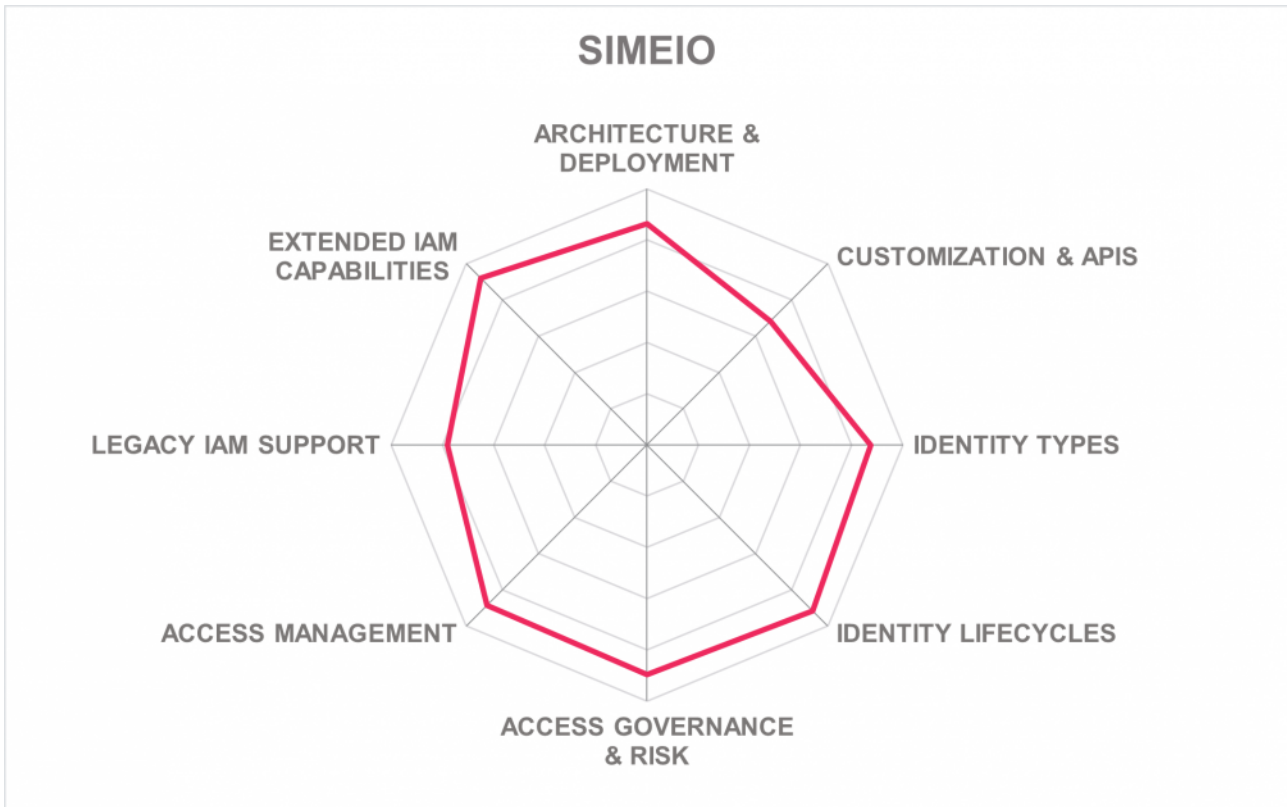 SIMEIO
ARCHITECTURE &
DEPLOYMENT
EXTENDED IAM
CAPABILITIES
CUSTOMIZATION & APIS
LEGACY IAM SUPPORT
IDENTITY TYPES
ACCESS MANAGEMENT
IDENTITY LIFECYCLES
ACCESS GOVERNANCE
& RISK